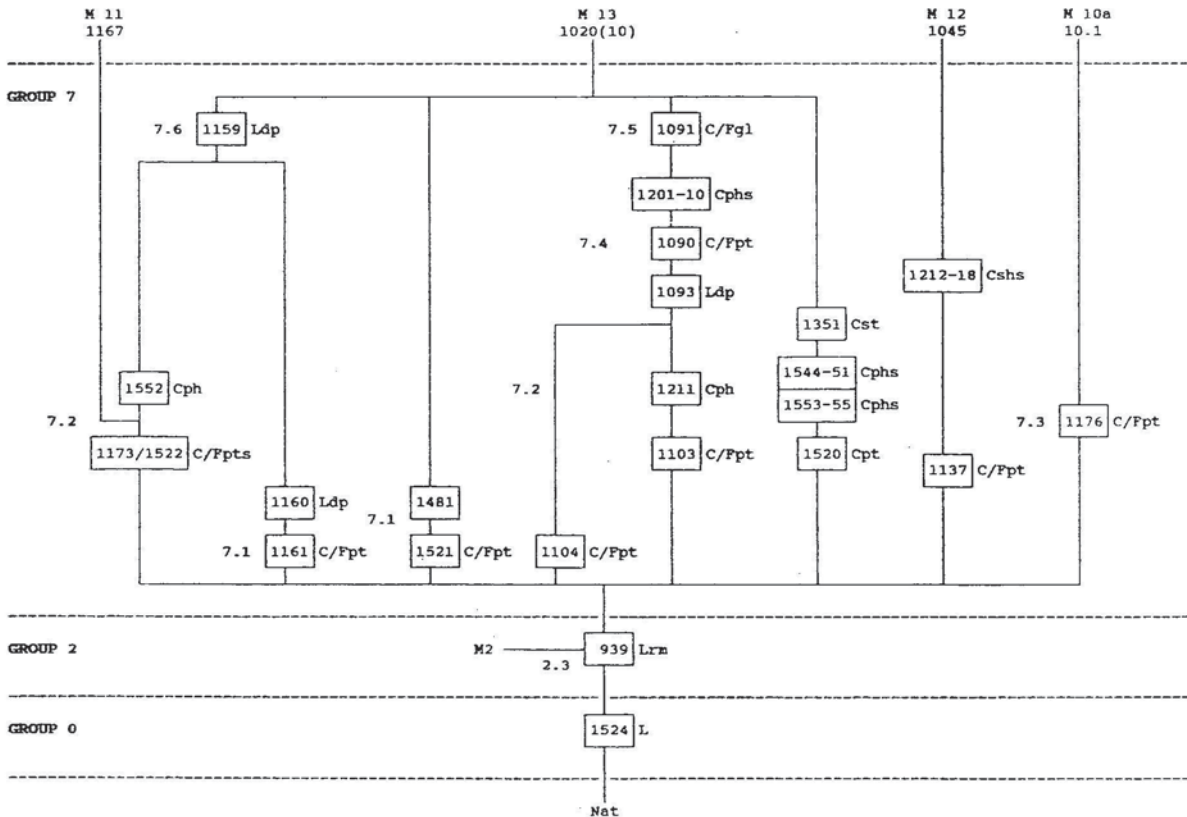 M 11 M 13 M 12 M 10a
1167 1020(10) 1045 10.1
GROUP 7
7.6 1159 Ldp 7.5 1091 C/Fgl
1201-10 Cphs
7.4 1090 C/Fpt
1212-18 Cshs
1093 Ldp
1351 Cst
1544-51 Cphs
1552 Cph 7.2 1211 Cph
1553-55 Cphs
7.2 7.3 1176 C/Fpt
1173/1522 C/Fpts 1103 C/Fpt 1520 Cpt
1137 C/Fpt
1160 Ldp 1481
7.1
7.1 1161 C/Fpt 1521 C/Fpt 1104 C/Fpt
GROUP 2 M2 939 Lrm
2.3
GROUP 0 1524 L
Nat